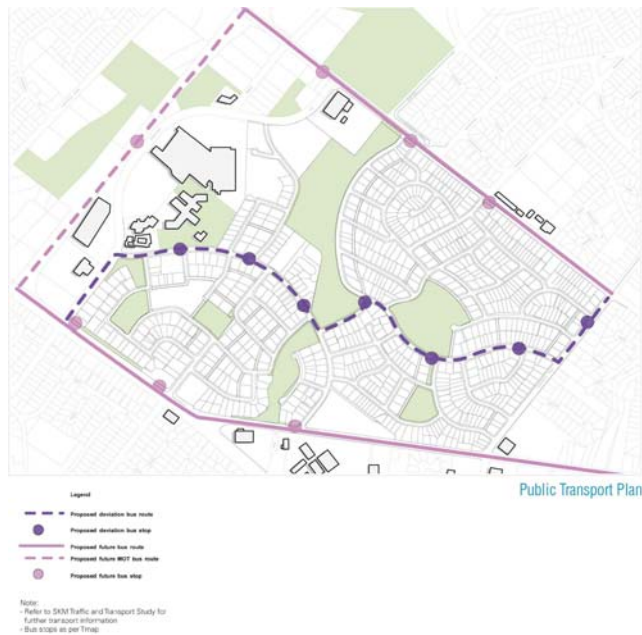 Public Transport Plan
Legend
Proposed deviation bus route
Proposed deviation bus stop
Proposed future bus route
Proposed future MOT bus route
Proposed future bus stop
Note:
- Refer to SKM Traffic and Transport Study for
further transport information
- Bus stops as per Tmap